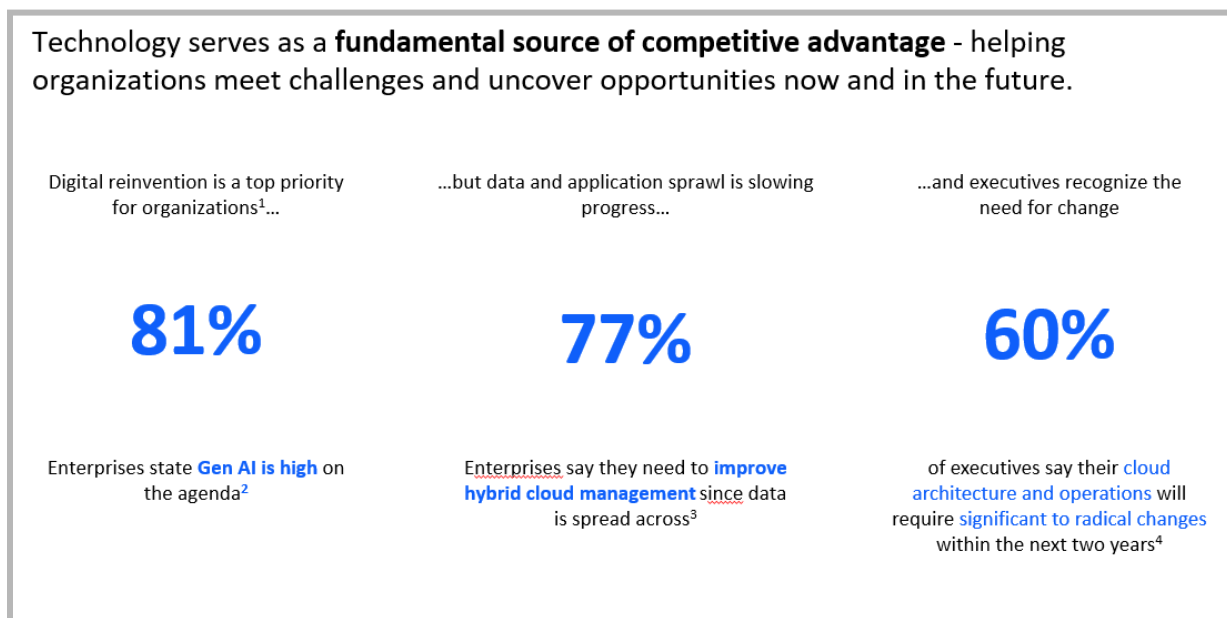 Technology serves as a fundamental source of competitive advantage - helping
organizations meet challenges and uncover opportunities now and in the future.
Digital reinvention is a top priority
for organizations¹...
81%
Enterprises state Gen AI is high on
the agenda²
...but data and application sprawl is slowing
progress...
77%
Enterprises say they need to improve
hybrid cloud management since data
is spread across³
...and executives recognize the
need for change
60%
of executives say their cloud
architecture and operations will
require significant to radical changes
within the next two years⁴